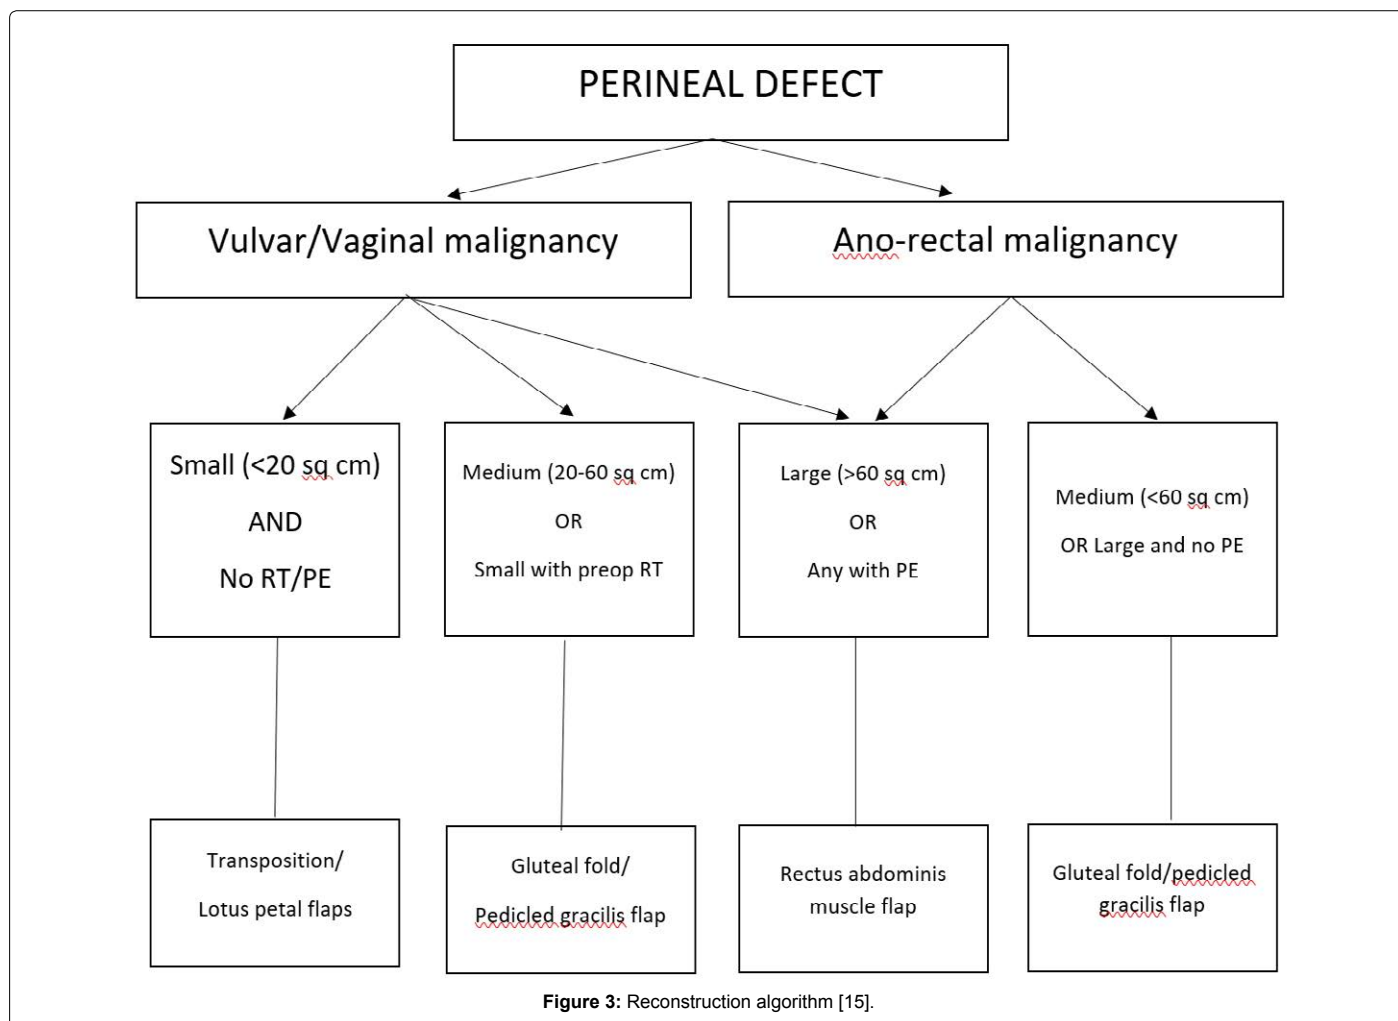 PERINEAL DEFECT
Vulvar/Vaginal malignancy
Ano-rectal malignancy
Small (<20 sq cm)
AND
No RT/PE
Medium (20-60 sq cm)
OR
Small with preop RT
Large (>60 sq cm)
OR
Any with PE
Medium (<60 sq cm)
OR Large and no PE
Transposition/
Lotus petal flaps
Gluteal fold/
Pedicled gracilis flap
Rectus abdominis
muscle flap
Gluteal fold/pedicled
gracilis flap
Figure 3: Reconstruction algorithm [15].